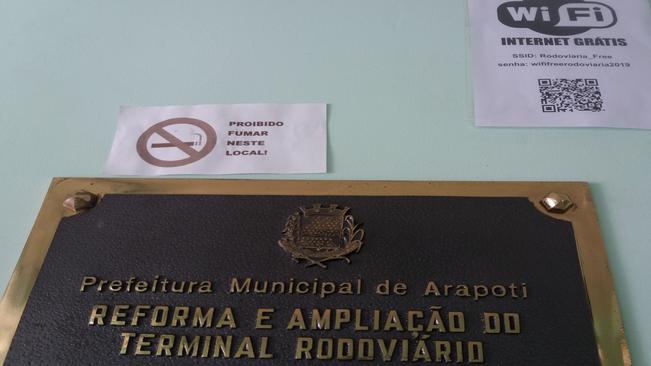 WiFi
INTERNET GRÁTIS
SSID: Rodoviaria_Free
senha: wififreerodoviaria2019
PROIBIDO
FUMAR
NESTE
LOCAL!
Prefeitura Municipal de Arapoti
REFORMA E AMPLIAÇÃO DO
TERMINAL RODOVIÁRIO